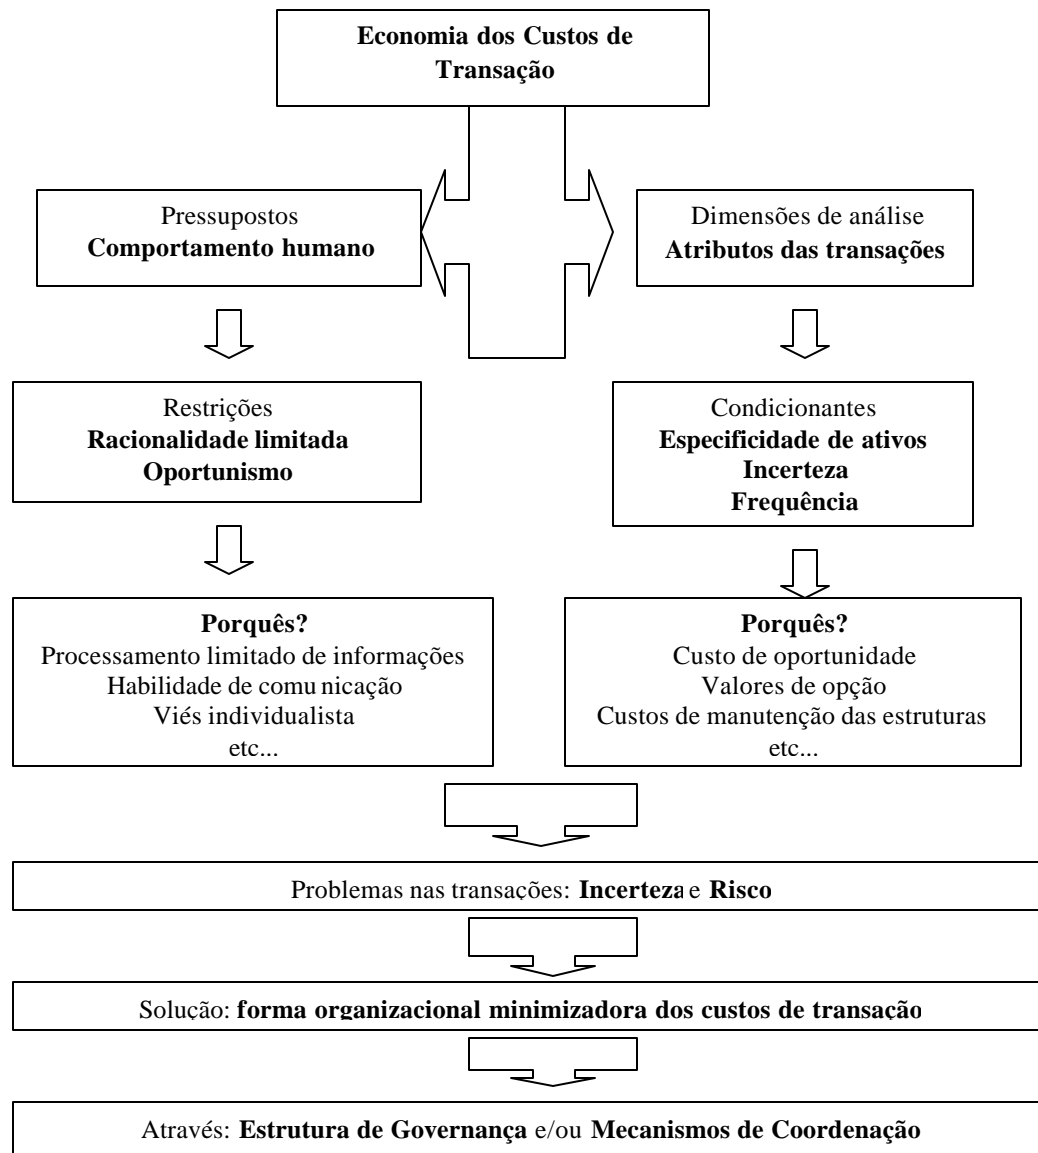 Economia dos Custos de
Transação
Pressupostos
Comportamento humano
Dimensões de análise
Atributos das transações
Restrições
Racionalidade limitada
Oportunismo
Condicionantes
Especificidade de ativos
Incerteza
Frequência
Porquês?
Processamento limitado de informações
Habilidade de comu nicação
Viés individualista
etc...
Porquês?
Custo de oportunidade
Valores de opção
Custos de manutenção das estruturas
etc...
Problemas nas transações: Incerteza e Risco
Solução: forma organizacional minimizadora dos custos de transação
Através: Estrutura de Governança e/ou Mecanismos de Coordenação